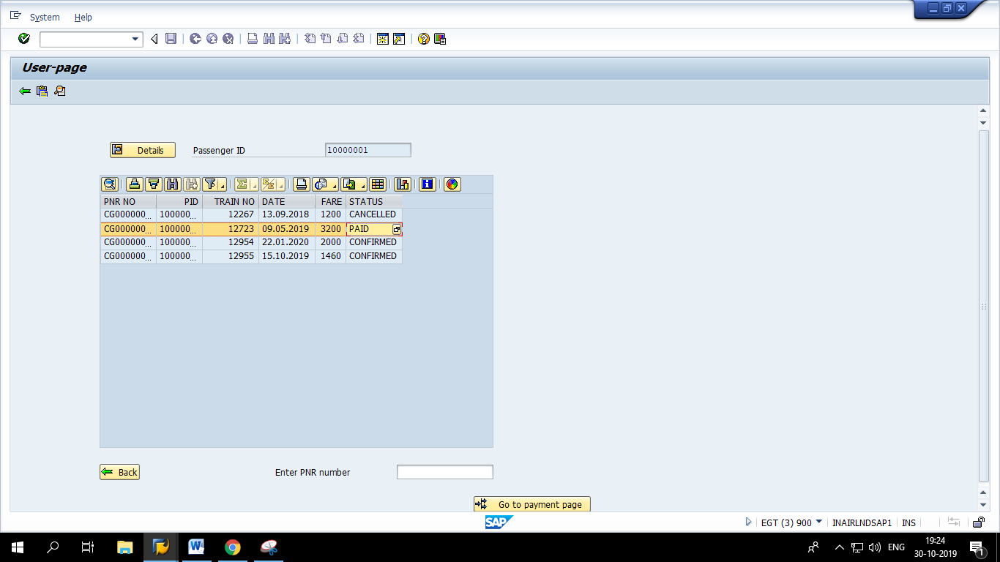 System Help
User-page
Details Passenger ID 10000001
PNR NO PID TRAIN NO DATE FARE STATUS
CG000000... 100000... 12267 13.09.2018 1200 CANCELLED
CG000000... 100000... 12723 09.05.2019 3200 PAID
CG000000... 100000... 12954 22.01.2020 2000 CONFIRMED
CG000000... 100000... 12955 15.10.2019 1460 CONFIRMED
Back Enter PNR number
Go to payment page
SAP EGT (3) 900 INAIRLNDSAP1 INS
ENG 19:24
30-10-2019 1